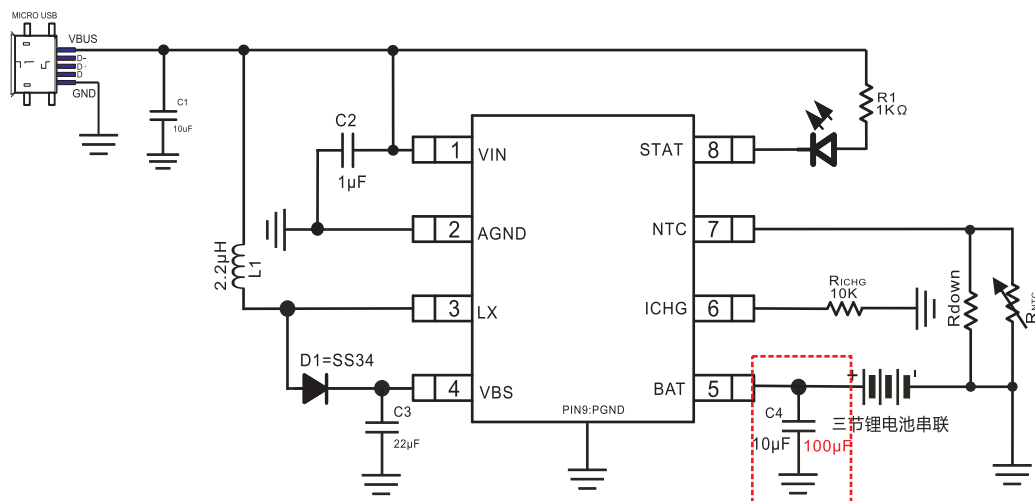 MICRO USB
VBUS
D-
D+
D
GND
C1
10uF
C2
1μF
R1
1KΩ
1
VIN
STAT
8
2
AGND
NTC
7
2.2μH
L1
3
LX
ICHG
6
RICHG
10K
Rdown
RNTC
D1=SS34
4
VBS
BAT
5
C3
22μF
PIN9:PGND
+
-
C4
10μF
100μF
三节锂电池串联